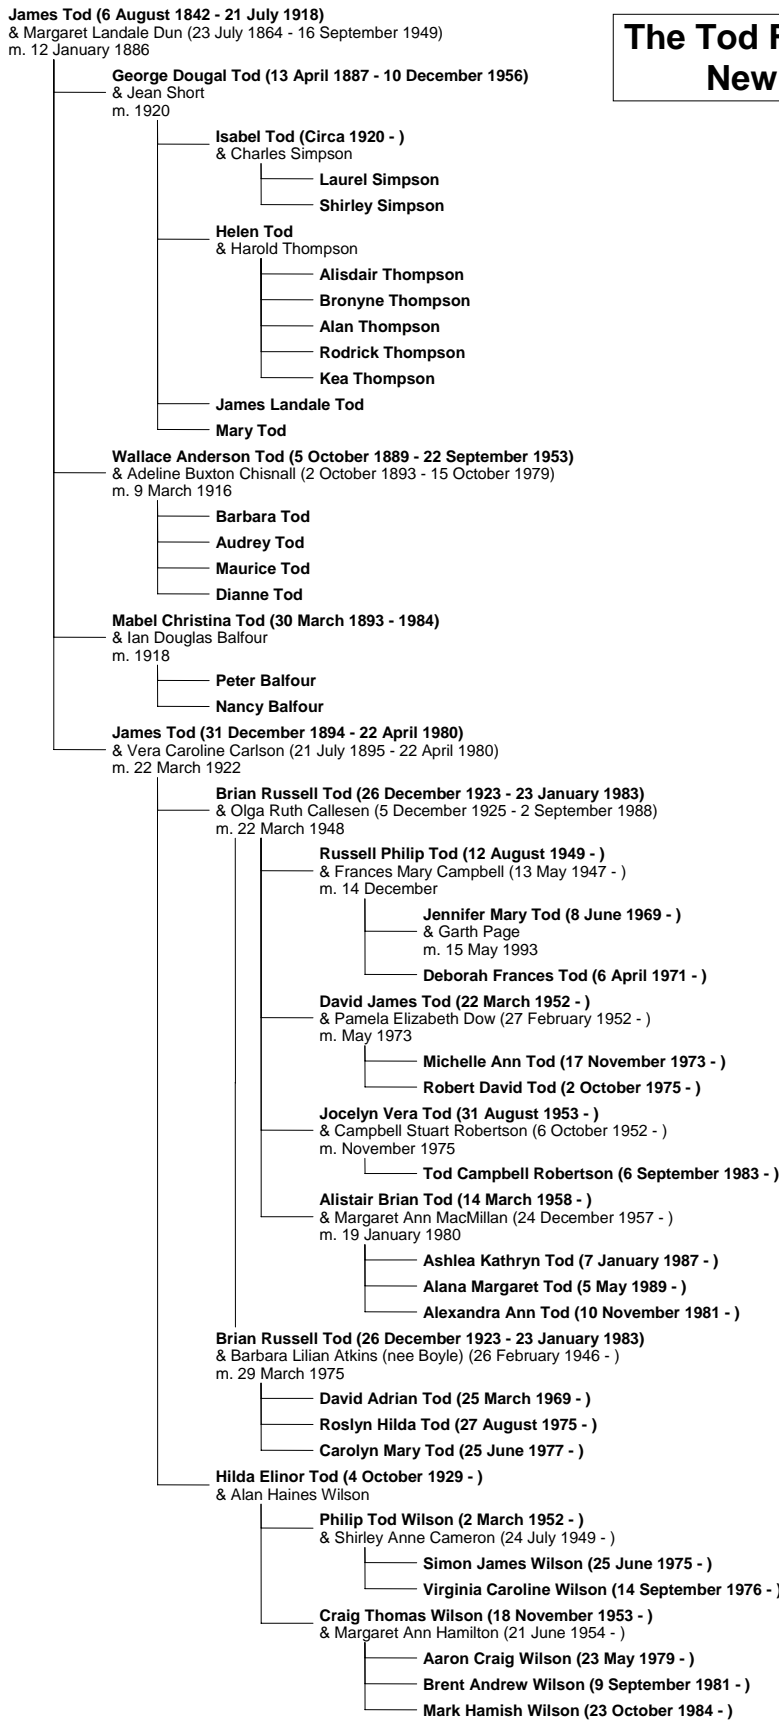 James Tod (6 August 1842 - 21 July 1918)
& Margaret Landale Dun (23 July 1864 - 16 September 1949)
m. 12 January 1886
The Tod F
New
George Dougal Tod (13 April 1887 - 10 December 1956)
& Jean Short
m. 1920
Isabel Tod (Circa 1920 - )
& Charles Simpson
Laurel Simpson
Shirley Simpson
Helen Tod
& Harold Thompson
Alisdair Thompson
Bronyne Thompson
Alan Thompson
Rodrick Thompson
Kea Thompson
James Landale Tod
Mary Tod
Wallace Anderson Tod (5 October 1889 - 22 September 1953)
& Adeline Buxton Chisnall (2 October 1893 - 15 October 1979)
m. 9 March 1916
Barbara Tod
Audrey Tod
Maurice Tod
Dianne Tod
Mabel Christina Tod (30 March 1893 - 1984)
& Ian Douglas Balfour
m. 1918
Peter Balfour
Nancy Balfour
James Tod (31 December 1894 - 22 April 1980)
& Vera Caroline Carlson (21 July 1895 - 22 April 1980)
m. 22 March 1922
Brian Russell Tod (26 December 1923 - 23 January 1983)
& Olga Ruth Callesen (5 December 1925 - 2 September 1988)
m. 22 March 1948
Russell Philip Tod (12 August 1949 - )
& Frances Mary Campbell (13 May 1947 - )
m. 14 December
Jennifer Mary Tod (8 June 1969 - )
& Garth Page
m. 15 May 1993
Deborah Frances Tod (6 April 1971 - )
David James Tod (22 March 1952 - )
& Pamela Elizabeth Dow (27 February 1952 - )
m. May 1973
Michelle Ann Tod (17 November 1973 - )
Robert David Tod (2 October 1975 - )
Jocelyn Vera Tod (31 August 1953 - )
& Campbell Stuart Robertson (6 October 1952 - )
m. November 1975
Tod Campbell Robertson (6 September 1983 - )
Alistair Brian Tod (14 March 1958 - )
& Margaret Ann MacMillan (24 December 1957 - )
m. 19 January 1980
Ashlea Kathryn Tod (7 January 1987 - )
Alana Margaret Tod (5 May 1989 - )
Alexandra Ann Tod (10 November 1981 - )
Brian Russell Tod (26 December 1923 - 23 January 1983)
& Barbara Lilian Atkins (nee Boyle) (26 February 1946 - )
m. 29 March 1975
David Adrian Tod (25 March 1969 - )
Roslyn Hilda Tod (27 August 1975 - )
Carolyn Mary Tod (25 June 1977 - )
Hilda Elinor Tod (4 October 1929 - )
& Alan Haines Wilson
Philip Tod Wilson (2 March 1952 - )
& Shirley Anne Cameron (24 July 1949 - )
Simon James Wilson (25 June 1975 - )
Virginia Caroline Wilson (14 September 1976 - )
Craig Thomas Wilson (18 November 1953 - )
& Margaret Ann Hamilton (21 June 1954 - )
Aaron Craig Wilson (23 May 1979 - )
Brent Andrew Wilson (9 September 1981 - )
Mark Hamish Wilson (23 October 1984 - )